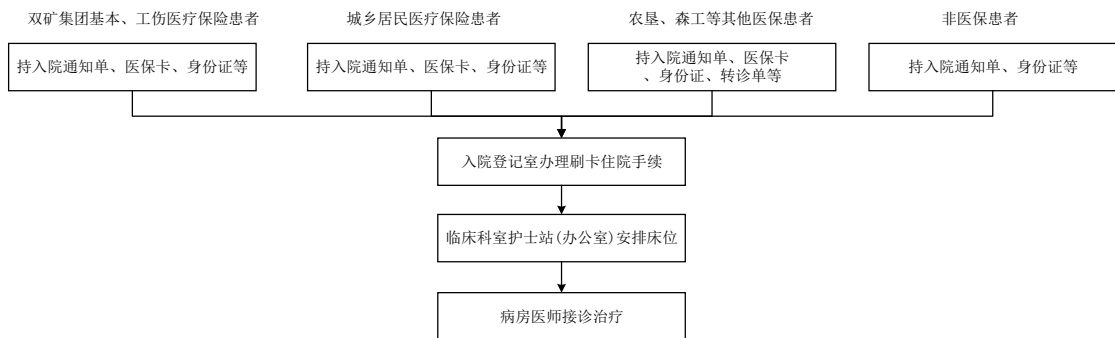 双矿集团基本、工伤医疗保险患者
城乡居民医疗保险患者
农垦、森工等其他医保患者
非医保患者
持入院通知单、医保卡、身份证等
持入院通知单、医保卡、身份证等
持入院通知单、医保卡
、身份证、转诊单等
持入院通知单、身份证等
入院登记室办理刷卡住院手续
临床科室护士站(办公室)安排床位
病房医师接诊治疗